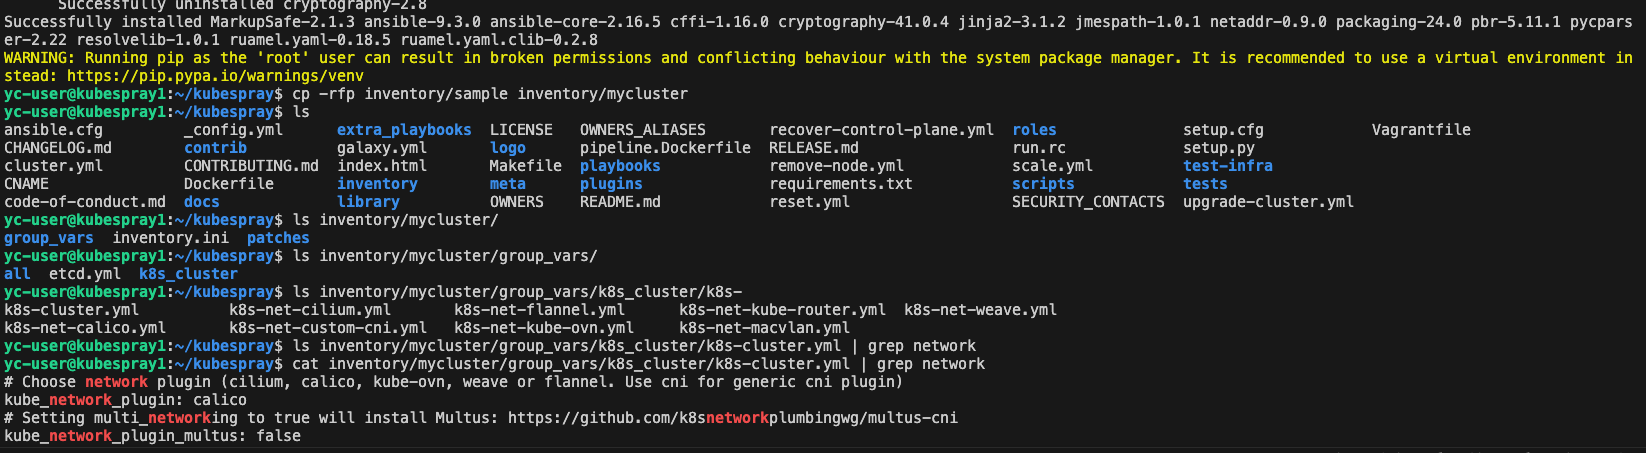 Successfully uninstalled cryptography-2.8
Successfully installed MarkupSafe-2.1.3 ansible-9.3.0 ansible-core-2.16.5 cffi-1.16.0 cryptography-41.0.4 jinja2-3.1.2 jmespath-1.0.1 netaddr-0.9.0 packaging-24.0 pbr-5.11.1 pycpars
er-2.22 resolvelib-1.0.1 ruamel.yaml-0.18.5 ruamel.yaml.clib-0.2.8
WARNING: Running pip as the 'root' user can result in broken permissions and conflicting behaviour with the system package manager. It is recommended to use a virtual environment in
stead: https://pip.pypa.io/warnings/venv
yc-user@kubespray1:~/kubespray$ cp -rfp inventory/sample inventory/mycluster
yc-user@kubespray1:~/kubespray$ ls
ansible.cfg _config.yml extra_playbooks LICENSE OWNERS_ALIASES recover-control-plane.yml roles setup.cfg Vagrantfile
CHANGELOG.md contrib galaxy.yml logo pipeline.Dockerfile RELEASE.md run.rc setup.py
cluster.yml CONTRIBUTING.md index.html Makefile playbooks remove-node.yml scale.yml test-infra
CNAME Dockerfile inventory meta plugins requirements.txt scripts tests
code-of-conduct.md docs library OWNERS README.md reset.yml SECURITY_CONTACTS upgrade-cluster.yml
yc-user@kubespray1:~/kubespray$ ls inventory/mycluster/
group_vars inventory.ini patches
yc-user@kubespray1:~/kubespray$ ls inventory/mycluster/group_vars/
all etcd.yml k8s_cluster
yc-user@kubespray1:~/kubespray$ ls inventory/mycluster/group_vars/k8s_cluster/k8s-
k8s-cluster.yml k8s-net-cilium.yml k8s-net-flannel.yml k8s-net-kube-router.yml k8s-net-weave.yml
k8s-net-calico.yml k8s-net-custom-cni.yml k8s-net-kube-ovn.yml k8s-net-macvlan.yml
yc-user@kubespray1:~/kubespray$ ls inventory/mycluster/group_vars/k8s_cluster/k8s-cluster.yml | grep network
yc-user@kubespray1:~/kubespray$ cat inventory/mycluster/group_vars/k8s_cluster/k8s-cluster.yml | grep network
# Choose network plugin (cilium, calico, kube-ovn, weave or flannel. Use cni for generic cni plugin)
kube_network_plugin: calico
# Setting multi_networking to true will install Multus: https://github.com/k8snetworkplumbingwg/multus-cni
kube_network_plugin_multus: false